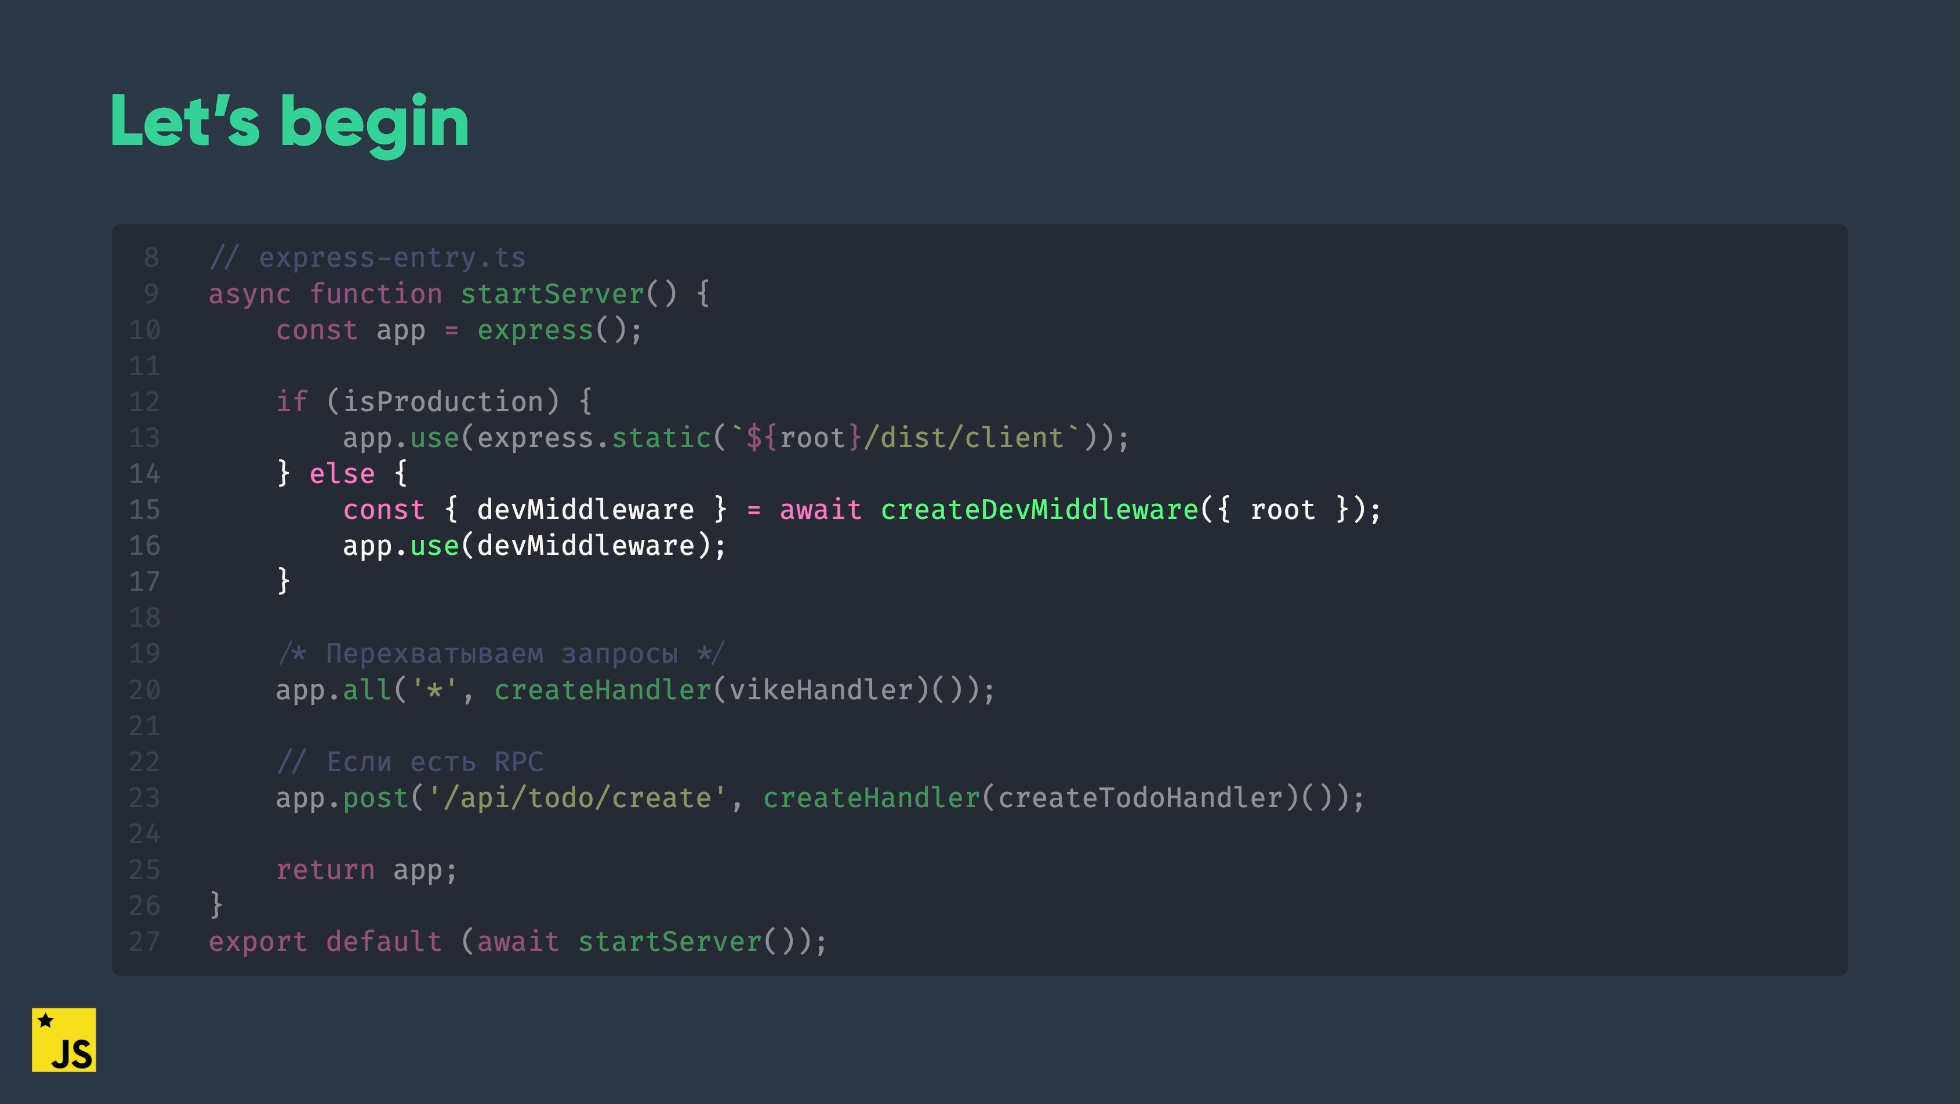 Let’s begin
8 // express-entry.ts
9 async function startServer() {
10     const app = express();
11
12     if (isProduction) {
13         app.use(express.static(`${root}/dist/client`));
14     } else {
15         const { devMiddleware } = await createDevMiddleware({ root });
16         app.use(devMiddleware);
17     }
18
19     /* Перехватываем запросы */
20     app.all('*', createHandler(vikeHandler)());
21
22     // Если есть RPC
23     app.post('/api/todo/create', createHandler(createTodoHandler)());
24
25     return app;
26 }
27 export default (await startServer());
JS